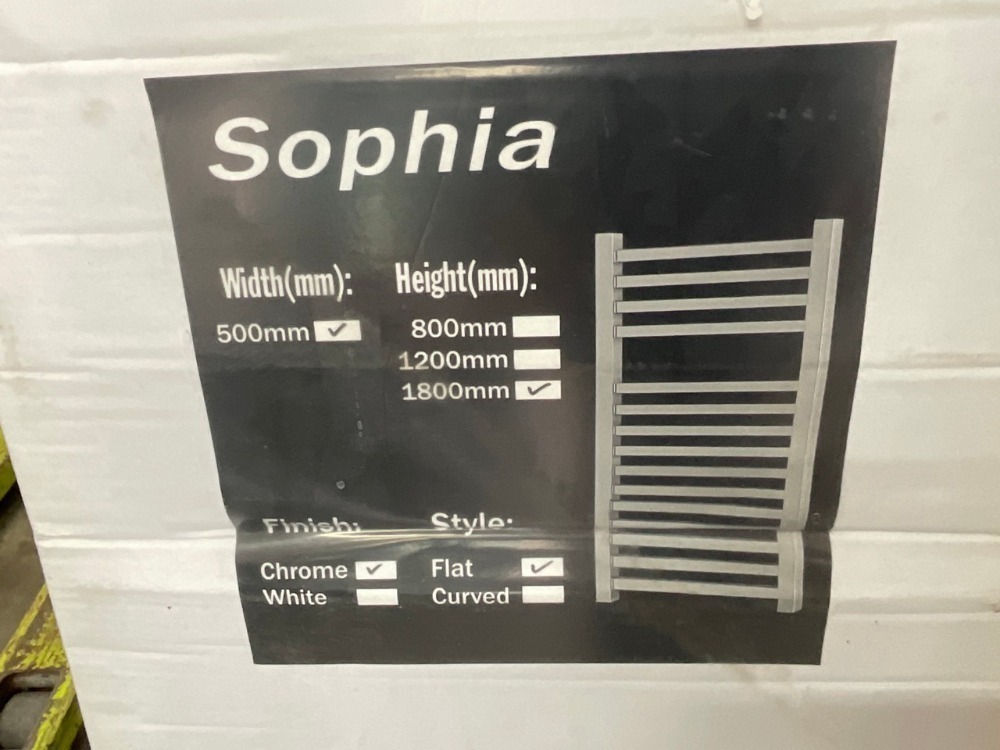 Sophia
Width(mm): Height(mm):
500mm ✓ 800mm
1200mm
1800mm ✓
Finish: Style:
Chrome ✓ Flat ✓
White Curved